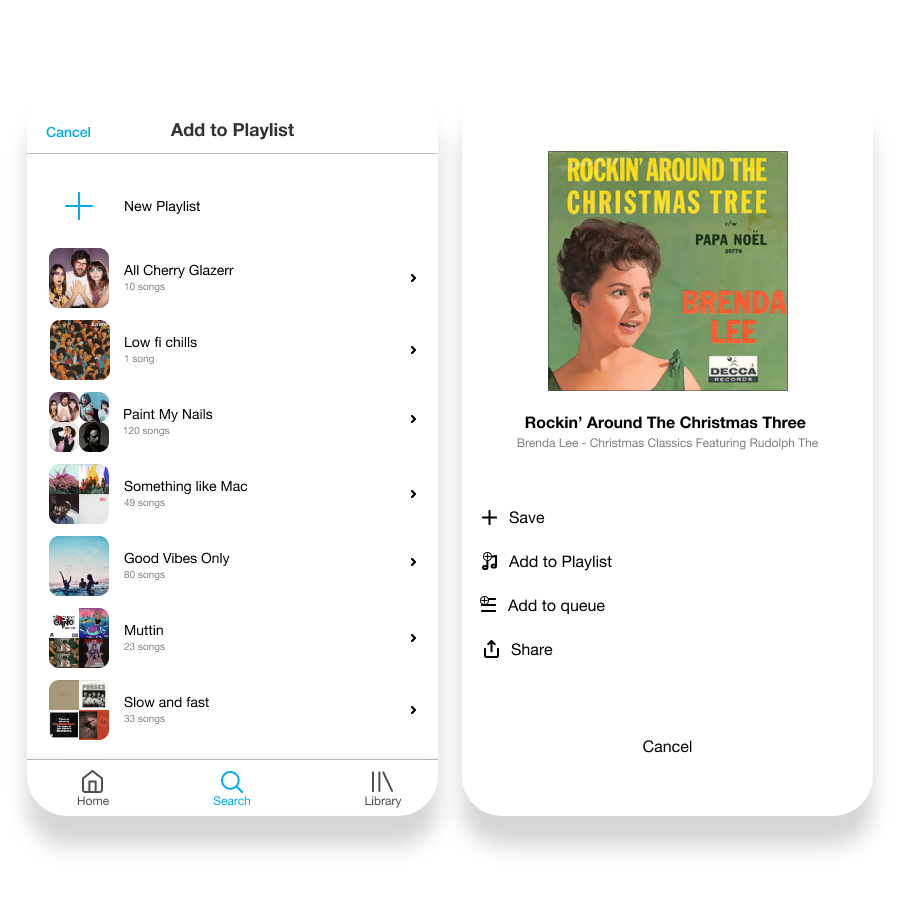 Cancel
Add to Playlist
New Playlist
All Cherry Glazerr
10 songs
Low fi chills
1 song
Paint My Nails
120 songs
Something like Mac
49 songs
Good Vibes Only
80 songs
Muttin
23 songs
Slow and fast
33 songs
PHASES
Home
Search
Library
ROCKIN' AROUND THE
CHRISTMAS TREE
c/w
PAPA NOËL
30776
BRENDA
LEE
DECCA
RECORDS
Rockin’ Around The Christmas Three
Brenda Lee - Christmas Classics Featuring Rudolph The
Save
Add to Playlist
Add to queue
Share
Cancel